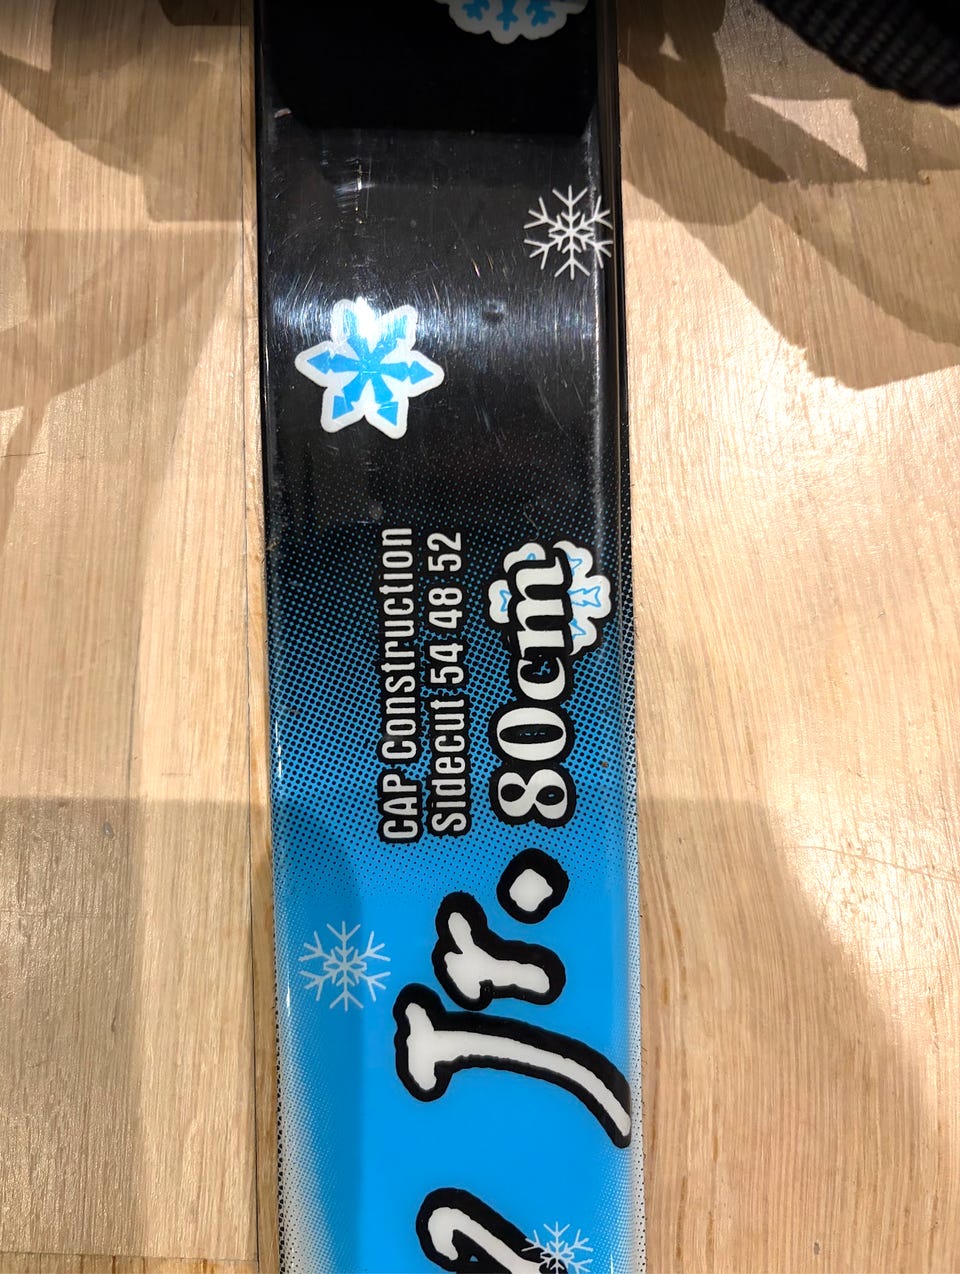 CAP Construction
Sidecut 54 48 52
Jr. 80cm